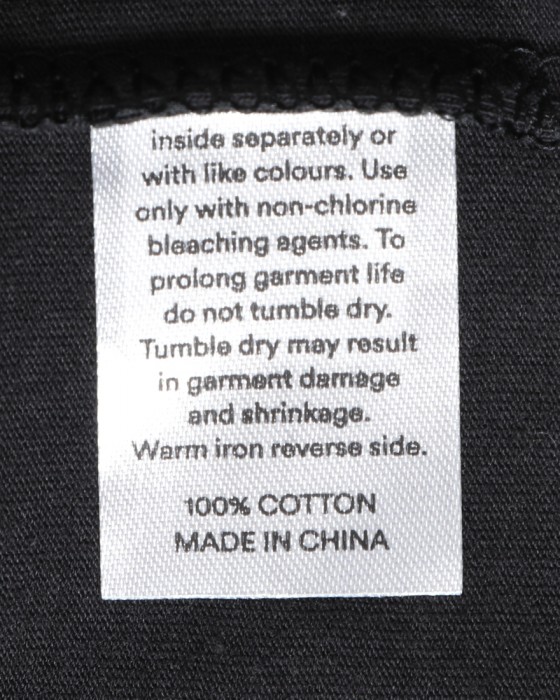 inside separately or
with like colours. Use
only with non-chlorine
bleaching agents. To
prolong garment life
do not tumble dry.
Tumble dry may result
in garment damage
and shrinkage.
Warm iron reverse side.
100% COTTON
MADE IN CHINA